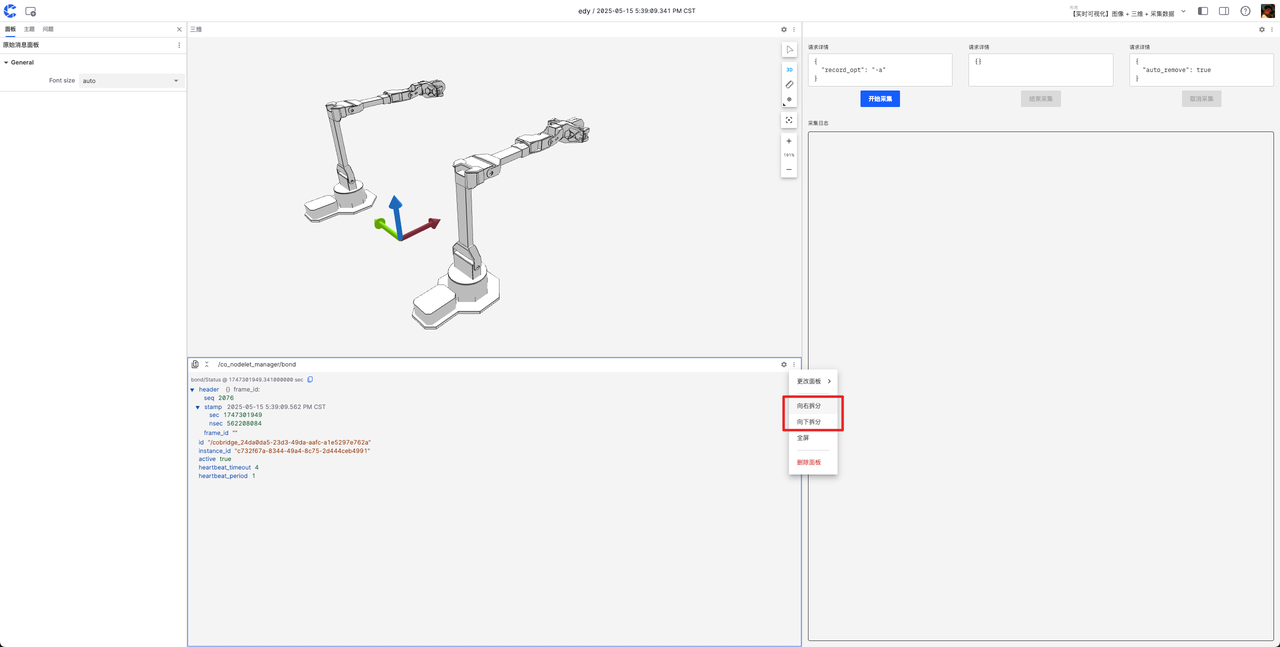 edy / 2025-05-15 5:39:09.341 PM CST
布局
【实时可视化】图像 + 三维 + 采集数据
面板 主题 问题
原始消息面板
General
Font size auto
三维
3D
/co_nodelet_manager/bond
bond/Status @ 1747301949.341000000 sec
header {} frame_id:
seq 2076
stamp 2025-05-15 5:39:09.562 PM CST
sec 1747301949
nsec 562208084
frame_id ""
id "/cobridge_24da0da5-23d3-49da-aafc-a1e5297e762a"
instance_id "c732f67a-8344-49a4-8c75-2d444ceb4991"
active true
heartbeat_timeout 4
heartbeat_period 1
更改面板
向右拆分
向下拆分
全屏
删除面板
请求详情 请求详情 请求详情
{ {} {
"record_opt": "-a" "auto_remove": true
} }
开始采集 结束采集 取消采集
采集日志